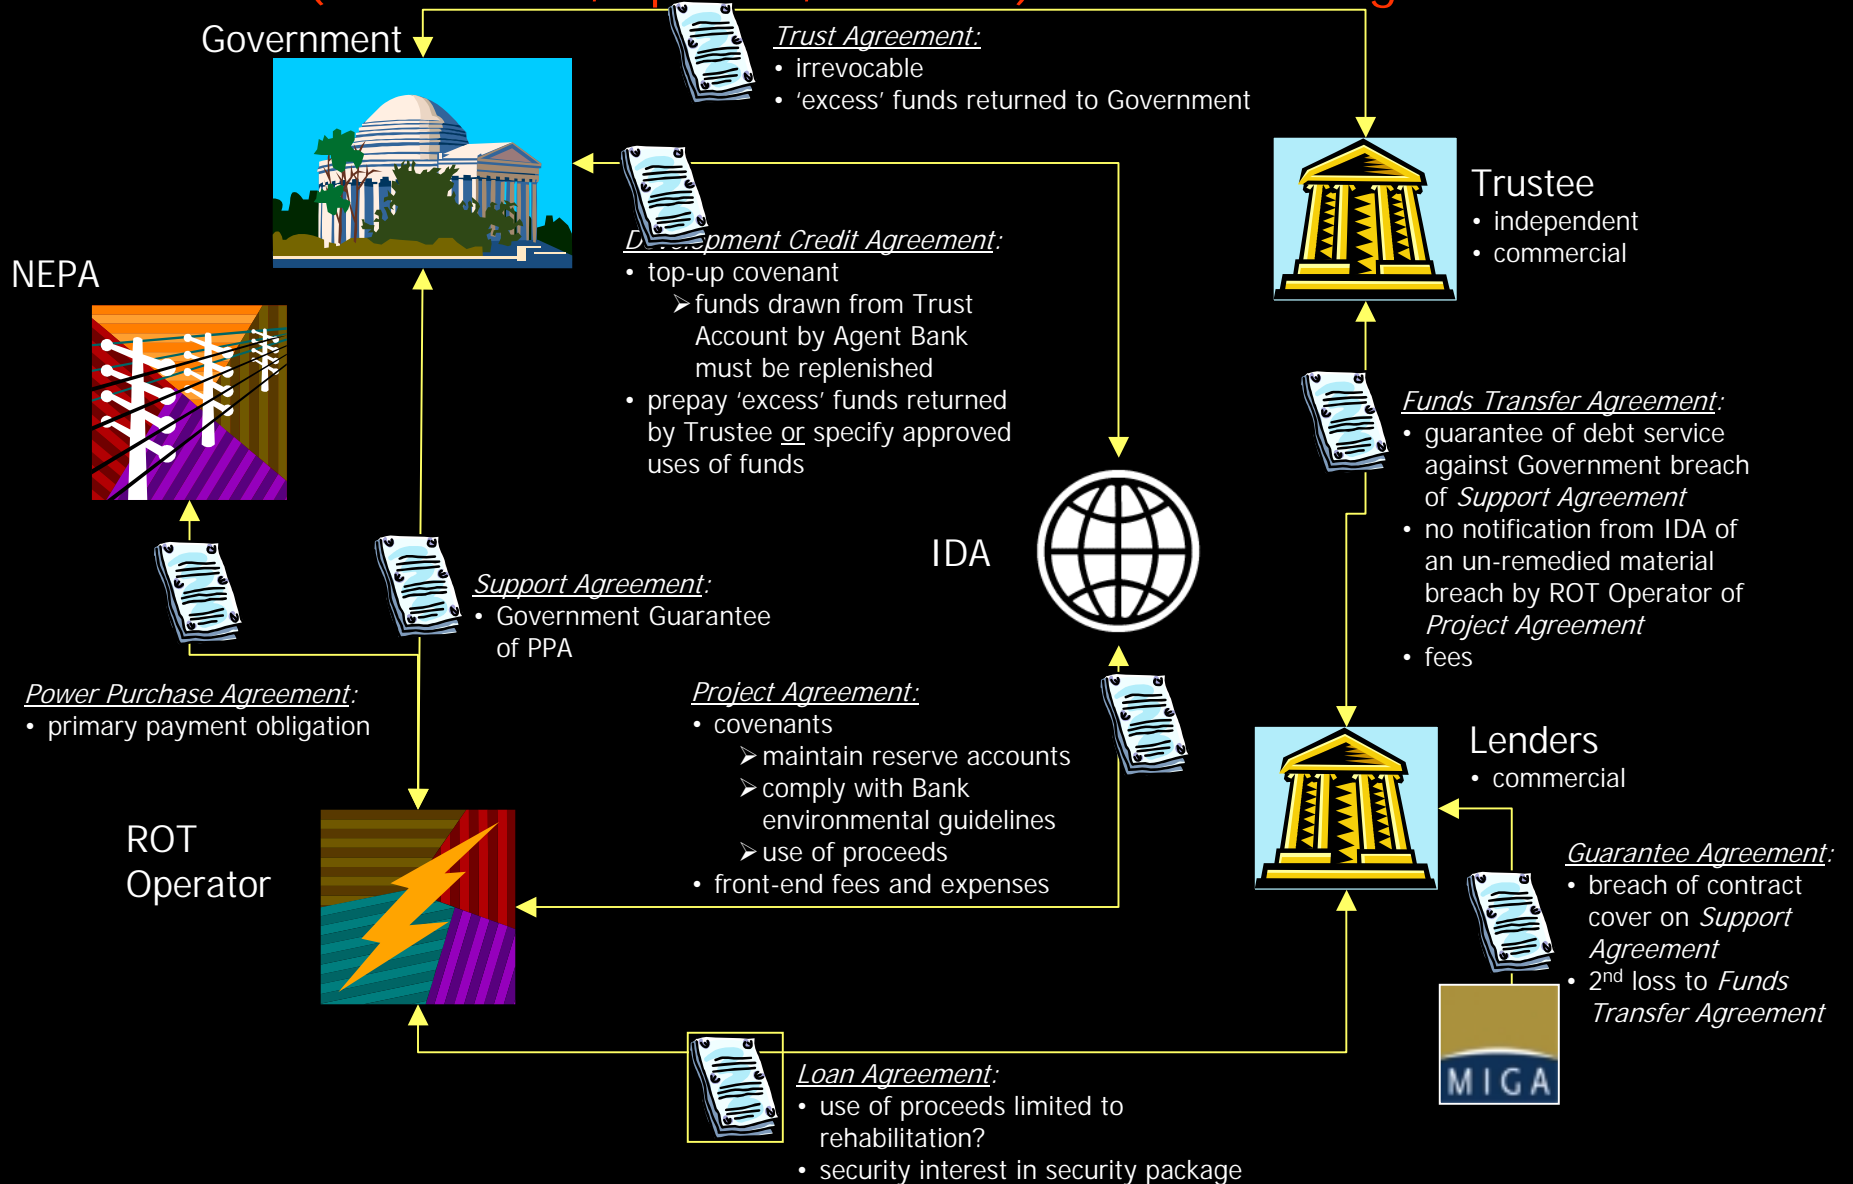 Government
Trust Agreement:
• irrevocable
• ‘excess’ funds returned to Government
Trustee
• independent
• commercial
Development Credit Agreement:
• top-up covenant
➢ funds drawn from Trust
Account by Agent Bank
must be replenished
• prepay ‘excess’ funds returned
by Trustee or specify approved
uses of funds
NEPA
Funds Transfer Agreement:
• guarantee of debt service
against Government breach
of Support Agreement
• no notification from IDA of
an un-remedied material
breach by ROT Operator of
Project Agreement
• fees
IDA
Support Agreement:
• Government Guarantee
of PPA
Power Purchase Agreement:
• primary payment obligation
Project Agreement:
• covenants
➢ maintain reserve accounts
➢ comply with Bank
environmental guidelines
➢ use of proceeds
• front-end fees and expenses
Lenders
• commercial
ROT
Operator
Guarantee Agreement:
• breach of contract
cover on Support
Agreement
• 2nd loss to Funds
Transfer Agreement
MIGA
Loan Agreement:
• use of proceeds limited to
rehabilitation?
• security interest in security package